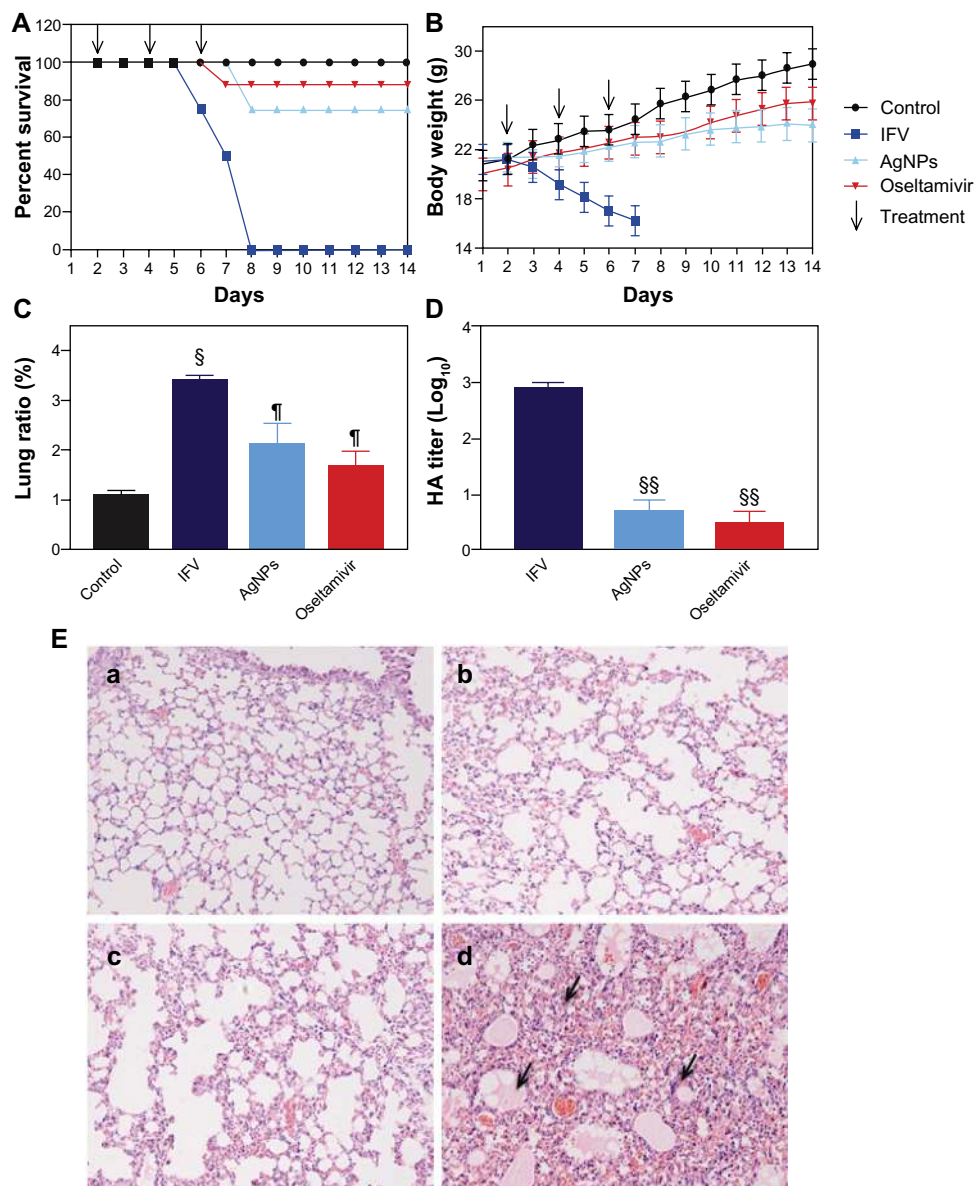 A
120
100
80
60
40
20
0
Percent survival
1 2 3 4 5 6 7 8 9 10 11 12 13 14
Days
B
30
26
22
18
14
Body weight (g)
1 2 3 4 5 6 7 8 9 10 11 12 13 14
Days
Control
IFV
AgNPs
Oseltamivir
Treatment
C
4
3
2
1
0
Lung ratio (%)
§
¶
¶
Control
IFV
AgNPs
Oseltamivir
D
4
3
2
1
0
HA titer (Log₁₀)
§§
§§
IFV
AgNPs
Oseltamivir
E
a
b
c
d